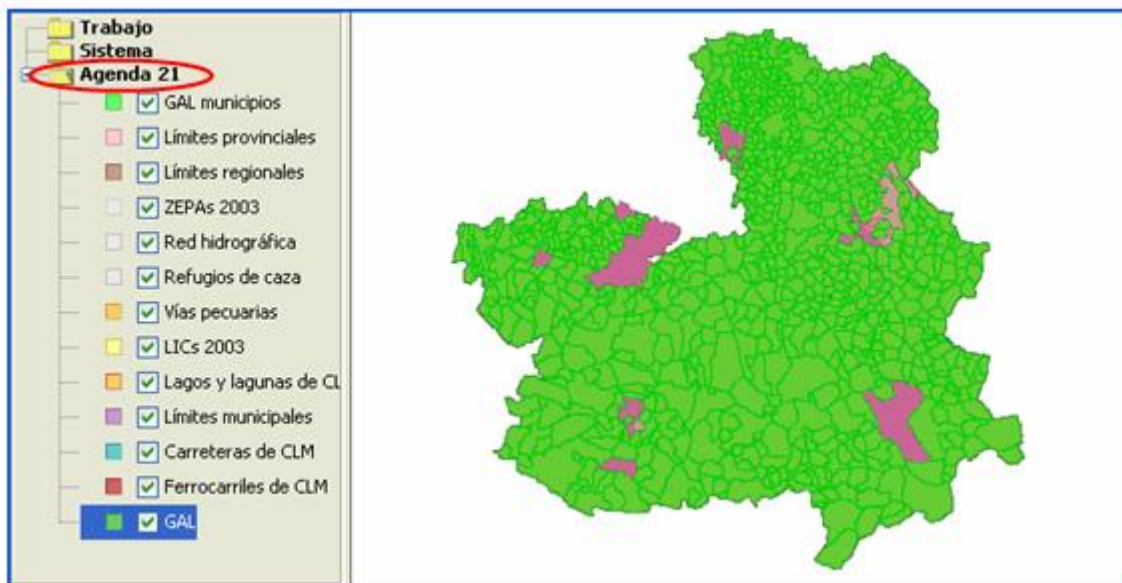 Trabajo
Sistema
Agenda 21
GAL municipios
Límites provinciales
Límites regionales
ZEPAs 2003
Red hidrográfica
Refugios de caza
Vías pecuarias
LICs 2003
Lagos y lagunas de CL
Límites municipales
Carreteras de CLM
Ferrocarriles de CLM
GAL